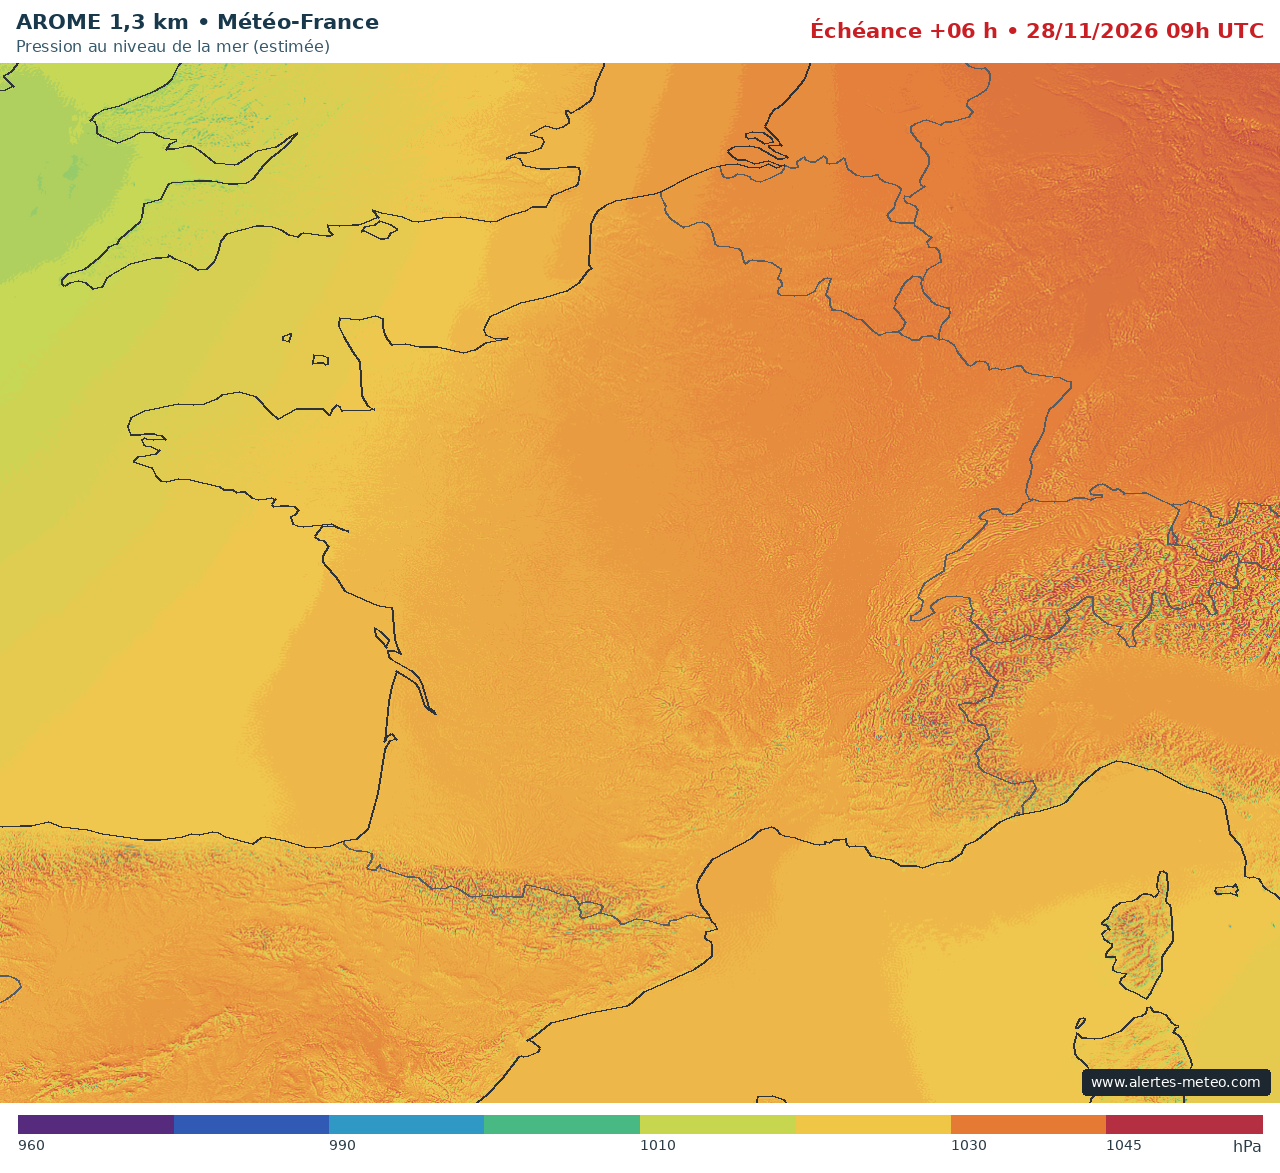 AROME 1,3 km • Météo-France
Pression au niveau de la mer (estimée)
Échéance +06 h • 28/11/2026 09h UTC
www.alertes-meteo.com
960 990 1010 1030 1045 hPa